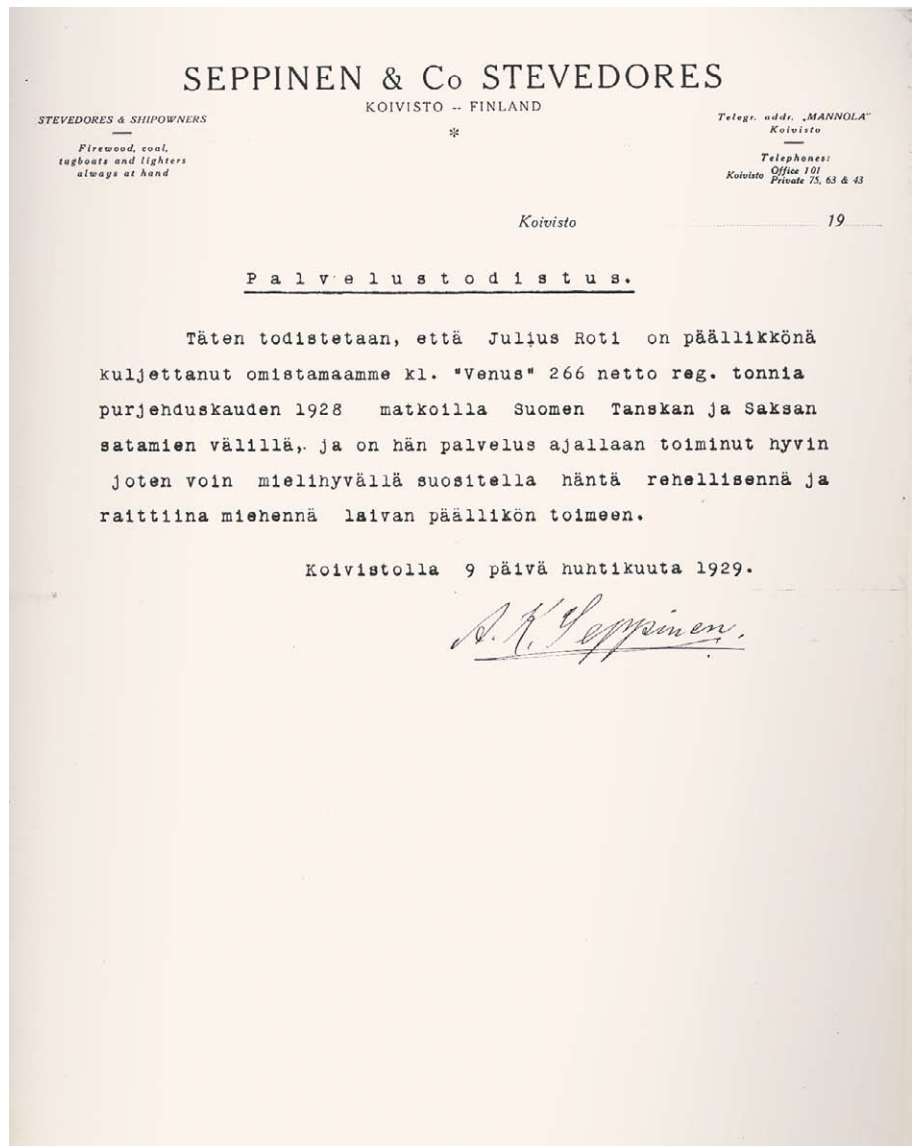 SEPPINEN & Co STEVEDORES
KOIVISTO -- FINLAND
*
STEVEDORES & SHIPOWNERS
Firewood, coal,
tugboats and lighters
always at hand
Telegr. addr. „MANNOLA"
Koivisto
Telephones:
Koivisto Office 101
Private 75, 63 & 43
Koivisto 19
Palvelustodistus.
Täten todistetaan, että Julius Roti on päällikkönä
kuljettanut omistamaamme kl. "Venus" 266 netto reg. tonnia
purjehduskauden 1928 matkoilla Suomen Tanskan ja Saksan
satamien välillä,. ja on hän palvelus ajallaan toiminut hyvin
joten voin mielihyvällä suositella häntä rehellisennä ja
raittiina miehennä laivan päällikön toimeen.
Koivistolla 9 päivä huhtikuuta 1929.
A. K. Seppinen.